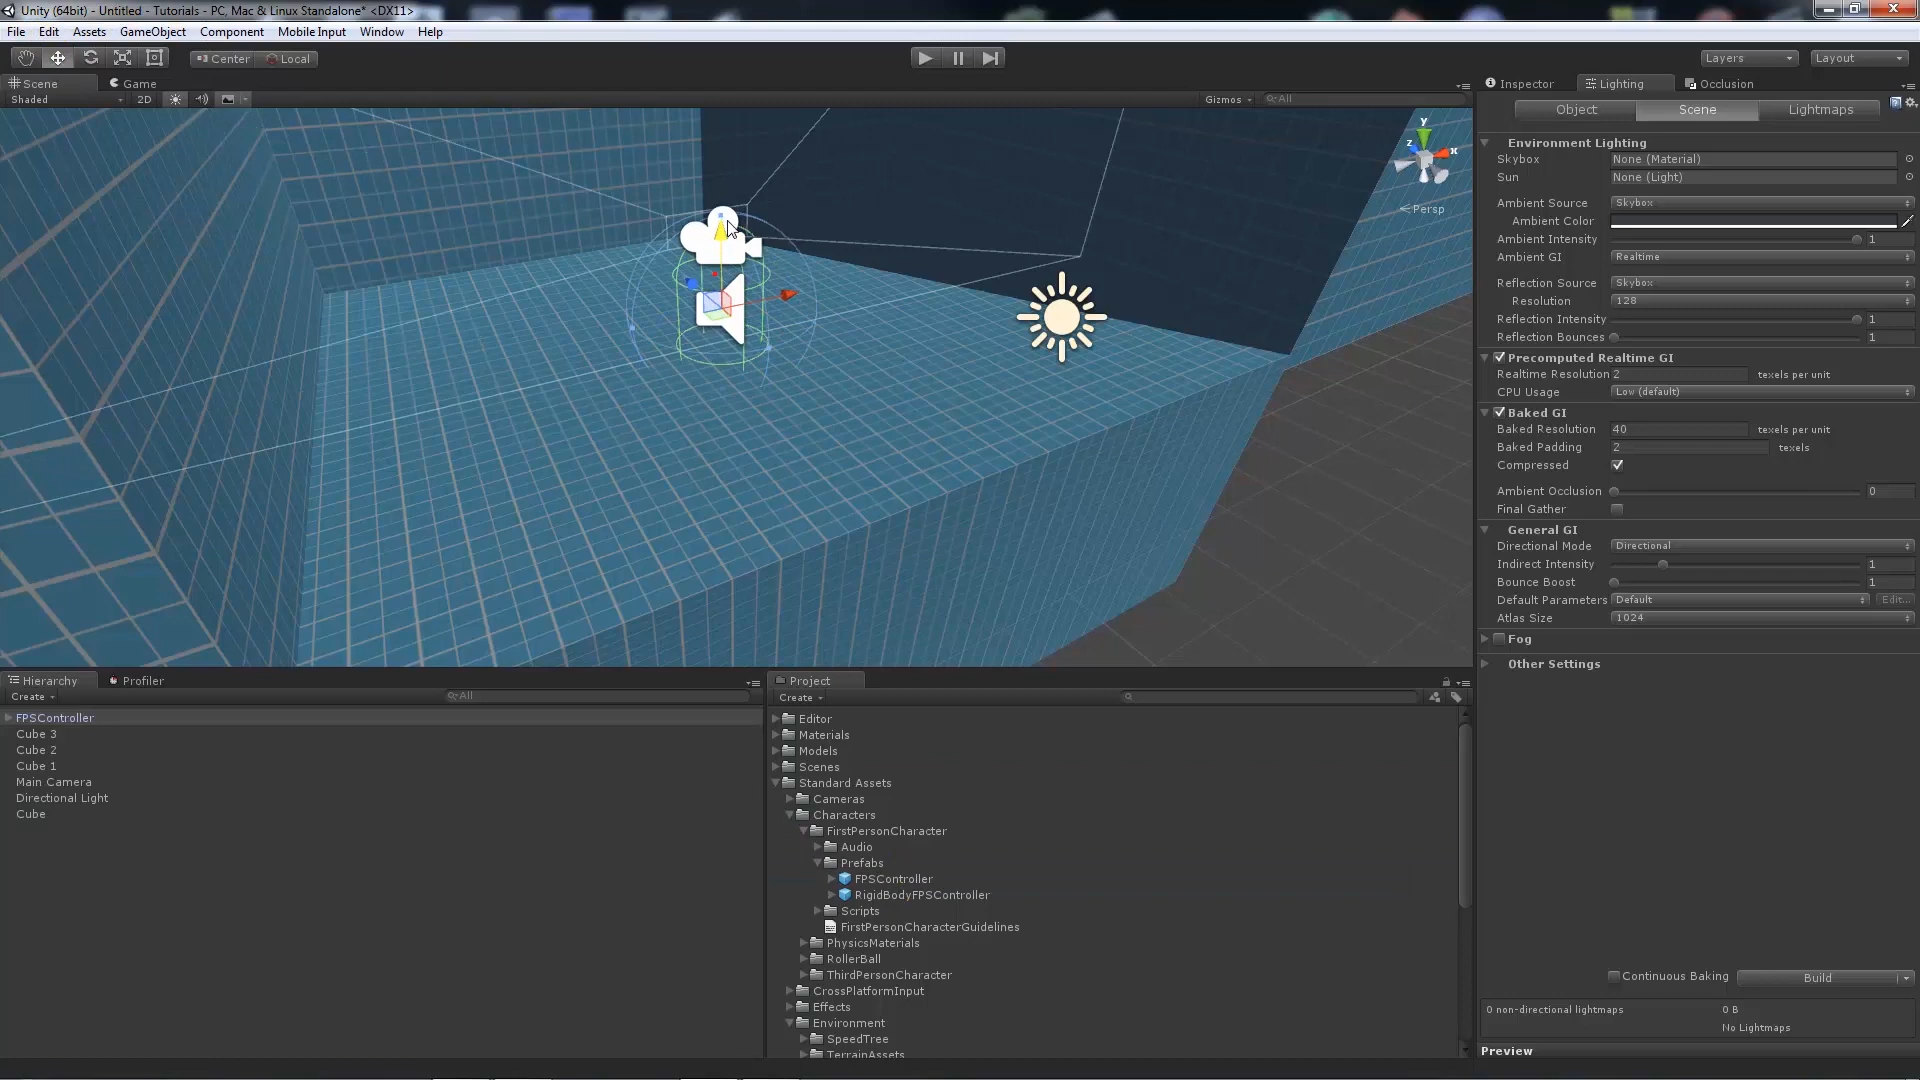 Unity (64bit) - Untitled - Tutorials - PC, Mac & Linux Standalone* <DX11>
File Edit Assets GameObject Component Mobile Input Window Help
Center Local Layers Layout
Scene Game Inspector Lighting Occlusion
Shaded 2D Gizmos All
Object Scene Lightmaps
y
z x
Persp
Environment Lighting
Skybox None (Material)
Sun None (Light)
Ambient Source Skybox
Ambient Color
Ambient Intensity 1
Ambient GI Realtime
Reflection Source Skybox
Resolution 128
Reflection Intensity 1
Reflection Bounces 1
Precomputed Realtime GI
Realtime Resolution 2 texels per unit
CPU Usage Low (default)
Baked GI
Baked Resolution 40 texels per unit
Baked Padding 2 texels
Compressed
Ambient Occlusion 0
Final Gather
General GI
Directional Mode Directional
Indirect Intensity 1
Bounce Boost 1
Default Parameters Default Edit...
Atlas Size 1024
Fog
Other Settings
Continuous Baking Build
0 non-directional lightmaps 0 B
No Lightmaps
Preview
Hierarchy Profiler
Create All
FPSController
Cube 3
Cube 2
Cube 1
Main Camera
Directional Light
Cube
Project
Create
Editor
Materials
Models
Scenes
Standard Assets
Cameras
Characters
FirstPersonCharacter
Audio
Prefabs
FPSController
RigidBodyFPSController
Scripts
FirstPersonCharacterGuidelines
PhysicsMaterials
RollerBall
ThirdPersonCharacter
CrossPlatformInput
Effects
Environment
SpeedTree
TerrainAssets